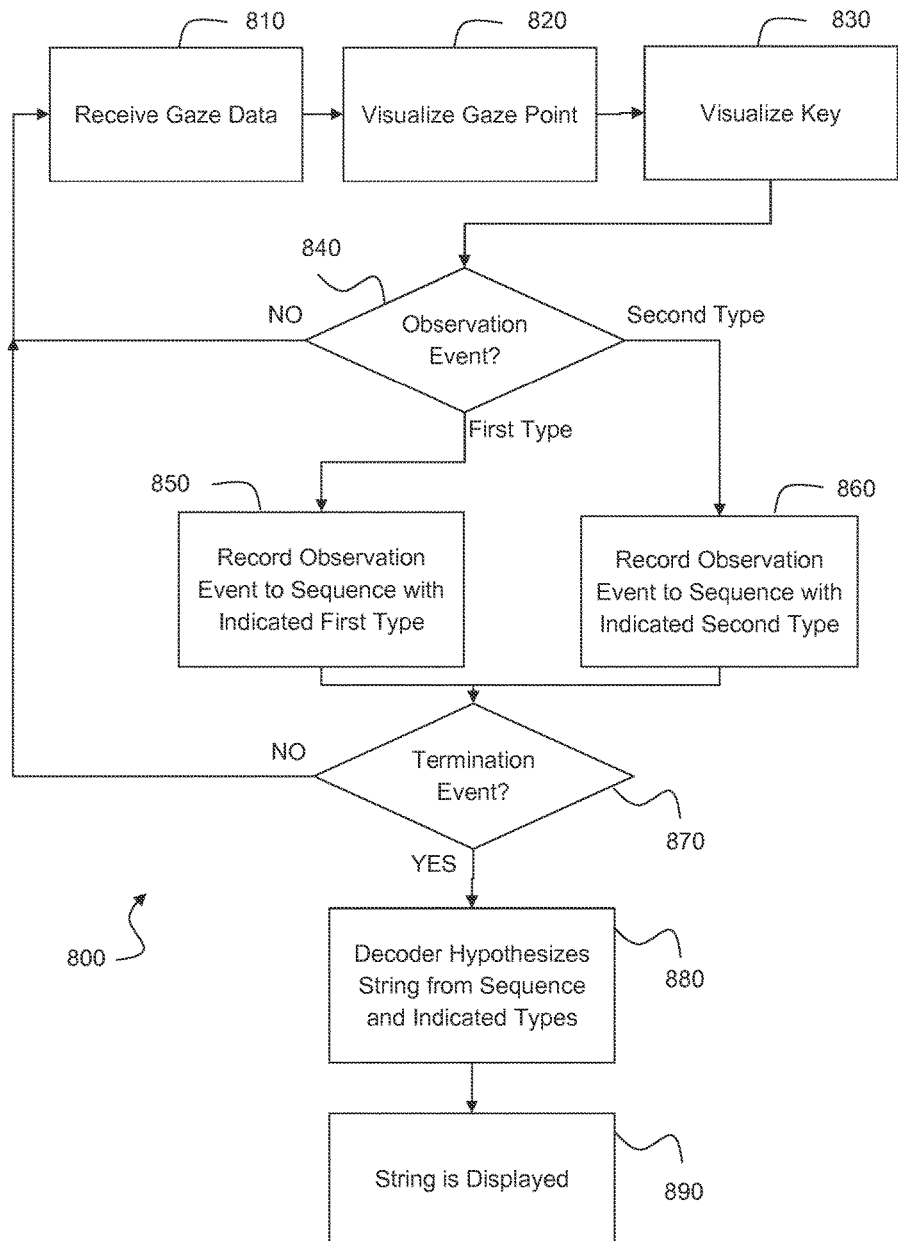 810
820
830
Receive Gaze Data
Visualize Gaze Point
Visualize Key
840
NO
Observation
Event?
Second Type
First Type
850
860
Record Observation
Event to Sequence with
Indicated First Type
Record Observation
Event to Sequence with
Indicated Second Type
NO
Termination
Event?
870
YES
800
Decoder Hypothesizes
String from Sequence
and Indicated Types
880
String is Displayed
890